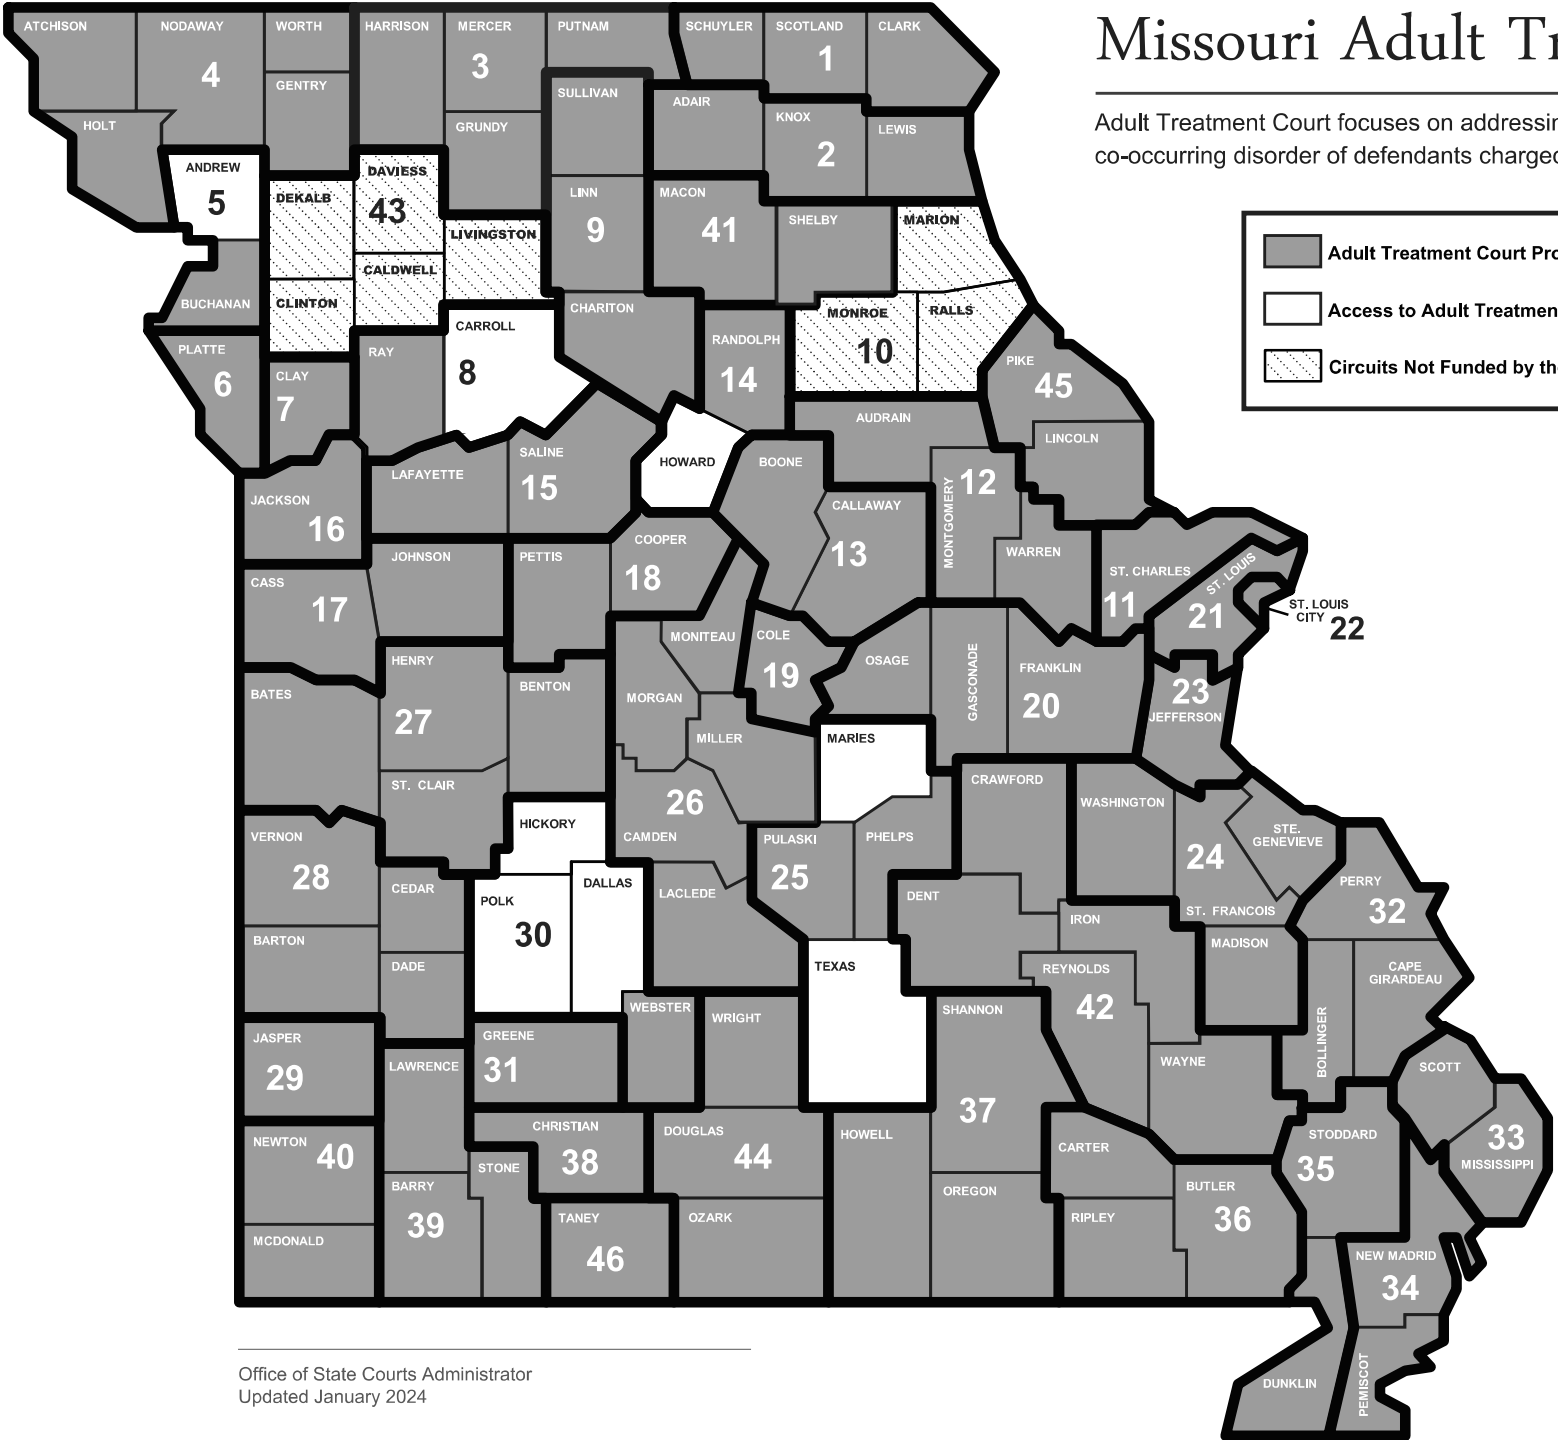 Missouri Adult Tr
Adult Treatment Court focuses on addressin
co-occurring disorder of defendants charged
Adult Treatment Court Pro
Access to Adult Treatmen
Circuits Not Funded by the
ATCHISON
NODAWAY
4
WORTH
GENTRY
HOLT
HARRISON
MERCER
3
GRUNDY
PUTNAM
SCHUYLER
SCOTLAND
1
CLARK
SULLIVAN
ADAIR
KNOX
2
LEWIS
ANDREW
5
DEKALB
DAVIESS
43
LIVINGSTON
CALDWELL
CLINTON
LINN
9
MACON
41
SHELBY
MARION
BUCHANAN
CHARITON
MONROE
10
RALLS
CARROLL
8
PLATTE
6
CLAY
7
RAY
RANDOLPH
14
PIKE
45
AUDRAIN
LINCOLN
LAFAYETTE
SALINE
15
HOWARD
BOONE
MONTGOMERY
12
JACKSON
16
CALLAWAY
13
WARREN
JOHNSON
PETTIS
COOPER
18
ST. CHARLES
11
ST. LOUIS
21
ST. LOUIS
CITY 22
CASS
17
MONITEAU
COLE
19
OSAGE
GASCONADE
FRANKLIN
20
23
JEFFERSON
HENRY
27
BENTON
BATES
MORGAN
MILLER
MARIES
ST. CLAIR
26
CAMDEN
CRAWFORD
WASHINGTON
HICKORY
VERNON
28
PULASKI
25
PHELPS
24
ST. FRANCOIS
STE.
GENEVIEVE
CEDAR
POLK
30
DALLAS
LACLEDE
DENT
IRON
PERRY
32
BARTON
DADE
TEXAS
REYNOLDS
42
MADISON
CAPE
GIRARDEAU
BOLLINGER
WEBSTER
WRIGHT
SHANNON
37
JASPER
29
LAWRENCE
GREENE
31
WAYNE
SCOTT
NEWTON
40
CHRISTIAN
38
DOUGLAS
44
HOWELL
CARTER
STODDARD
35
33
MISSISSIPPI
STONE
BARRY
39
OREGON
BUTLER
36
MCDONALD
TANEY
46
OZARK
RIPLEY
NEW MADRID
34
DUNKLIN
PEMISCOT
Office of State Courts Administrator
Updated January 2024